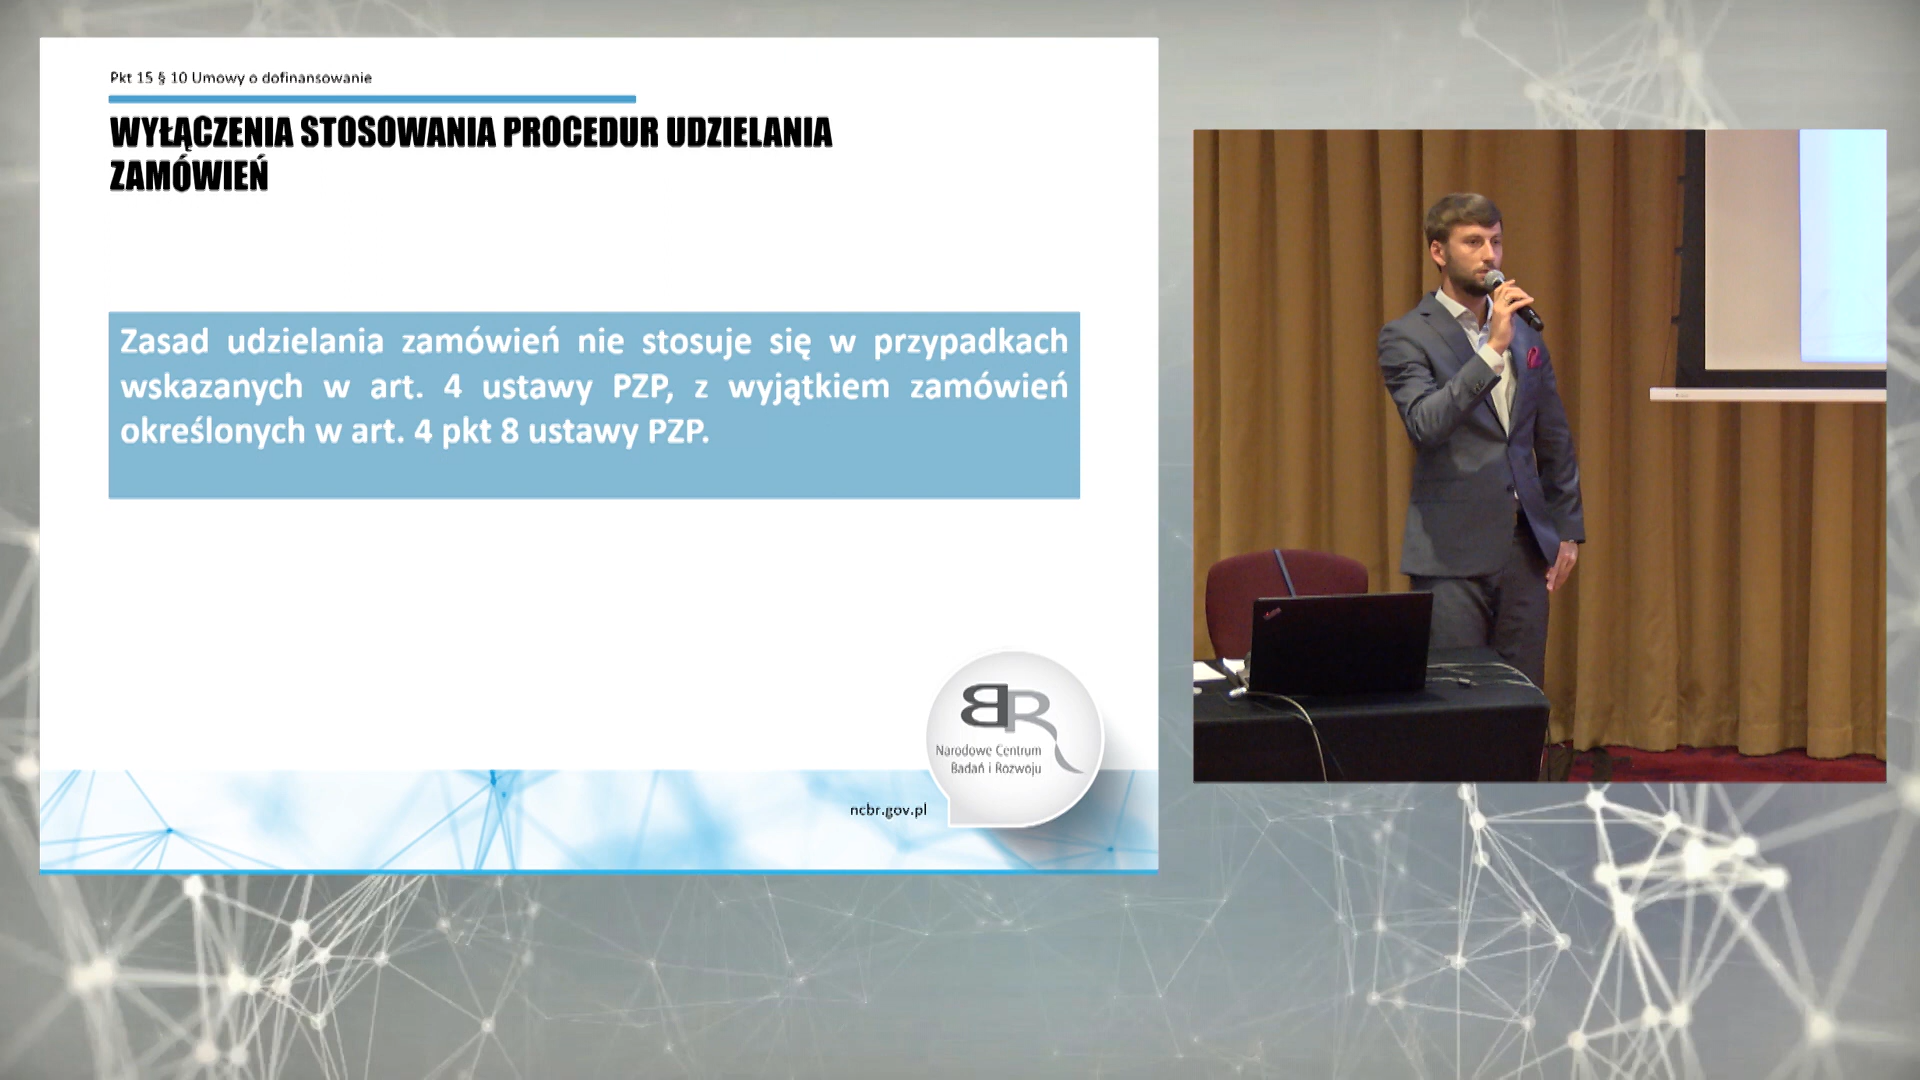 Pkt 15 § 10 Umowy o dofinansowanie
WYŁĄCZENIA STOSOWANIA PROCEDUR UDZIELANIA
ZAMÓWIEŃ
Zasad udzielania zamówień nie stosuje się w przypadkach
wskazanych w art. 4 ustawy PZP, z wyjątkiem zamówień
określonych w art. 4 pkt 8 ustawy PZP.
BR
Narodowe Centrum
Badań i Rozwoju
ncbr.gov.pl